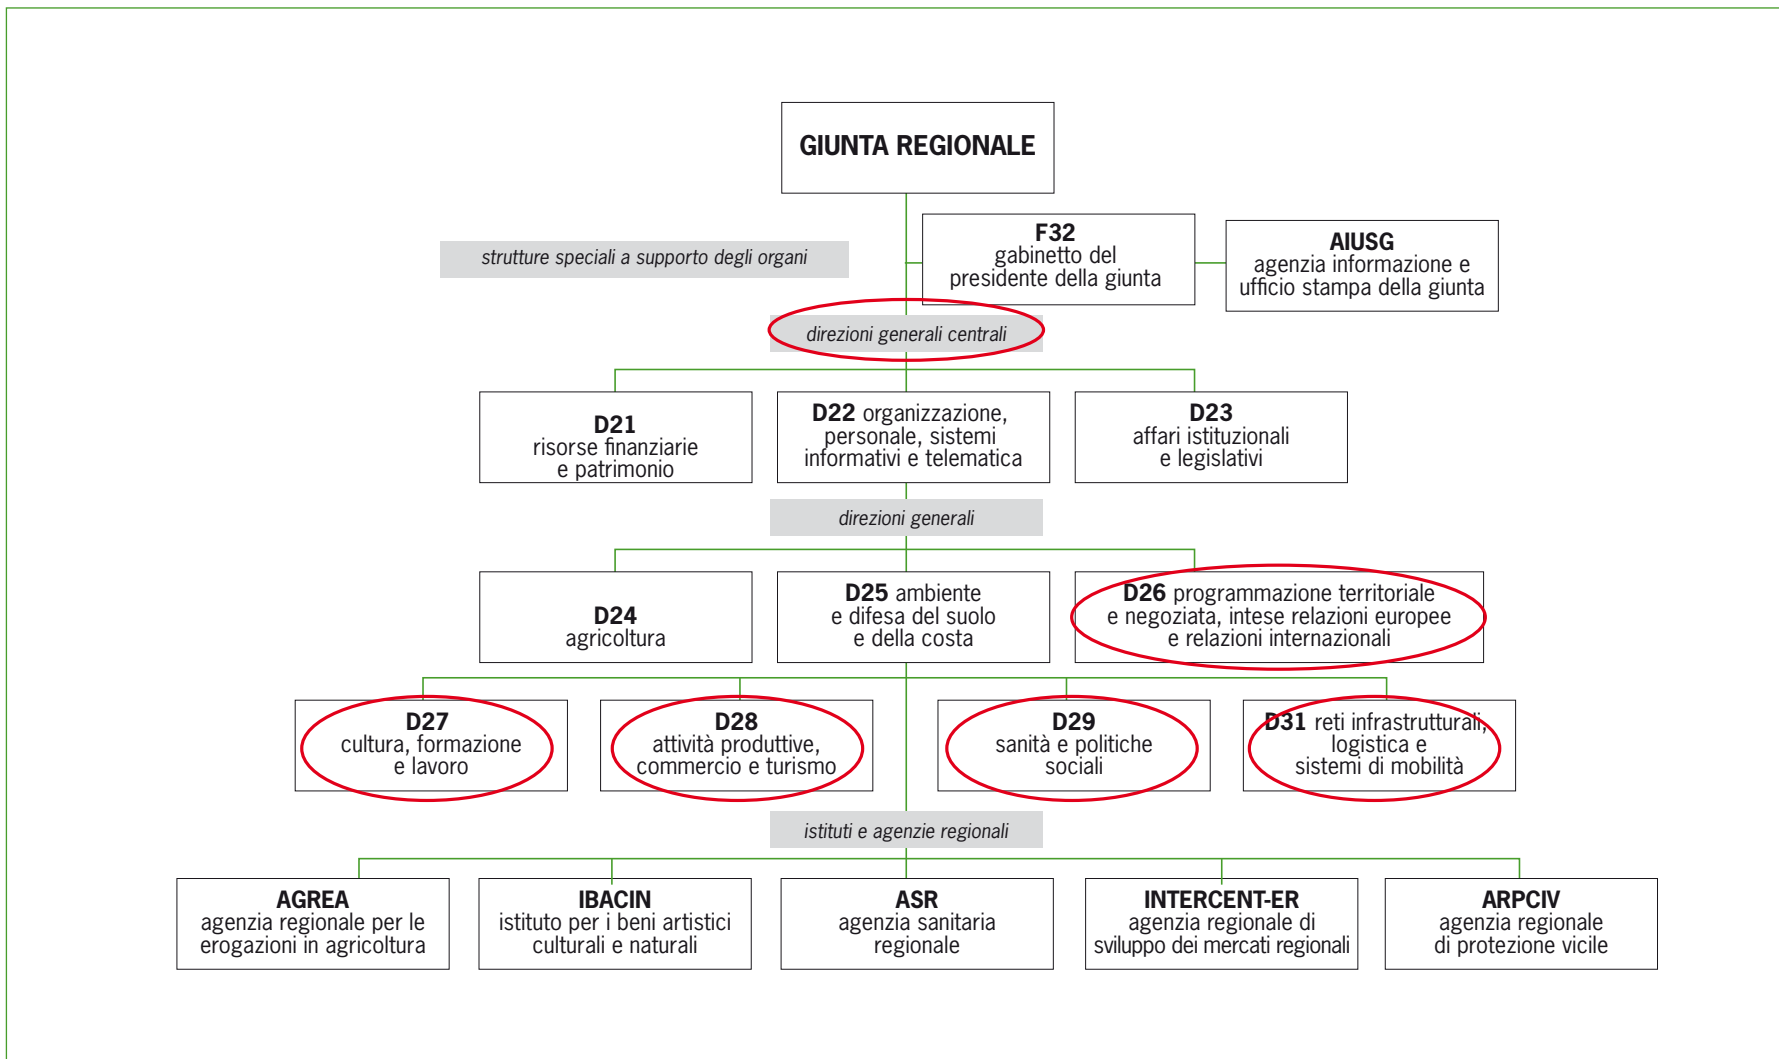 GIUNTA REGIONALE
strutture speciali a supporto degli organi
F32
gabinetto del
presidente della giunta
AIUSG
agenzia informazione e
ufficio stampa della giunta
direzioni generali centrali
D21
risorse finanziarie
e patrimonio
D22 organizzazione,
personale, sistemi
informativi e telematica
D23
affari istituzionali
e legislativi
direzioni generali
D24
agricoltura
D25 ambiente
e difesa del suolo
e della costa
D26 programmazione territoriale
e negoziata, intese relazioni europee
e relazioni internazionali
D27
cultura, formazione
e lavoro
D28
attività produttive,
commercio e turismo
D29
sanità e politiche
sociali
D31 reti infrastrutturali,
logistica e
sistemi di mobilità
istituti e agenzie regionali
AGREA
agenzia regionale per le
erogazioni in agricoltura
IBACIN
istituto per i beni artistici
culturali e naturali
ASR
agenzia sanitaria
regionale
INTERCENT-ER
agenzia regionale di
sviluppo dei mercati regionali
ARPCIV
agenzia regionale
di protezione vicile